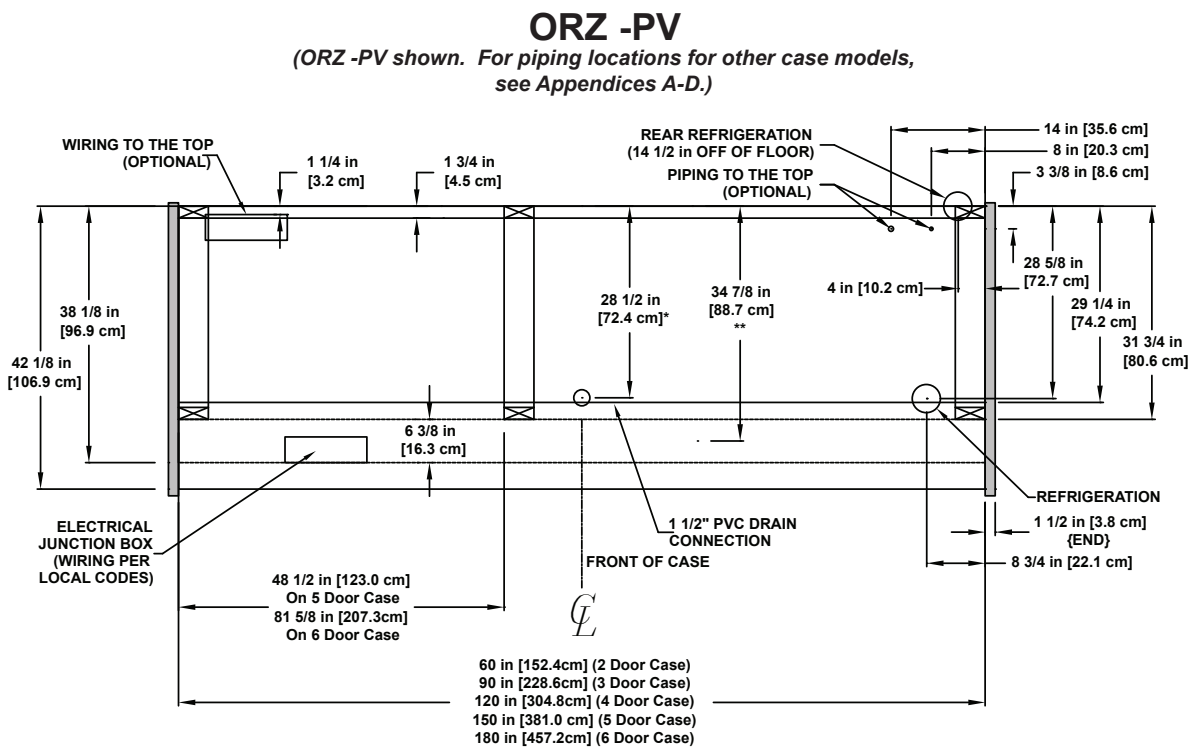 ORZ -PV
(ORZ -PV shown.  For piping locations for other case models,
see Appendices A-D.)
WIRING TO THE TOP
(OPTIONAL)
1 1/4 in
[3.2 cm]
1 3/4 in
[4.5 cm]
REAR REFRIGERATION
(14 1/2 in OFF OF FLOOR)
PIPING TO THE TOP
(OPTIONAL)
14 in [35.6 cm]
8 in [20.3 cm]
3 3/8 in [8.6 cm]
38 1/8 in
[96.9 cm]
42 1/8 in
[106.9 cm]
28 1/2 in
[72.4 cm]*
34 7/8 in
[88.7 cm]
**
4 in [10.2 cm]
28 5/8 in
[72.7 cm]
29 1/4 in
[74.2 cm]
31 3/4 in
[80.6 cm]
6 3/8 in
[16.3 cm]
ELECTRICAL
JUNCTION BOX
(WIRING PER
LOCAL CODES)
1 1/2" PVC DRAIN
CONNECTION
FRONT OF CASE
REFRIGERATION
1 1/2 in [3.8 cm]
{END}
8 3/4 in [22.1 cm]
48 1/2 in [123.0 cm]
On 5 Door Case
81 5/8 in [207.3cm]
On 6 Door Case
CL
60 in [152.4cm] (2 Door Case)
90 in [228.6cm] (3 Door Case)
120 in [304.8cm] (4 Door Case)
150 in [381.0 cm] (5 Door Case)
180 in [457.2cm] (6 Door Case)